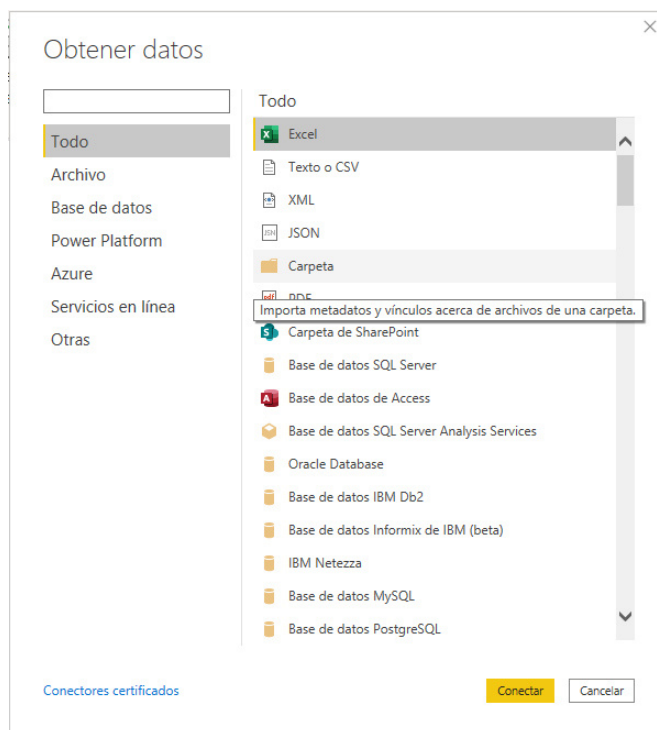 Obtener datos
Todo
Archivo
Base de datos
Power Platform
Azure
Servicios en línea
Otras
Todo
Excel
Texto o CSV
XML
JSON
Carpeta
PDF
Importa metadatos y vínculos acerca de archivos de una carpeta.
Carpeta de SharePoint
Base de datos SQL Server
Base de datos de Access
Base de datos SQL Server Analysis Services
Oracle Database
Base de datos IBM Db2
Base de datos Informix de IBM (beta)
IBM Netezza
Base de datos MySQL
Base de datos PostgreSQL
Conectores certificados
Conectar
Cancelar